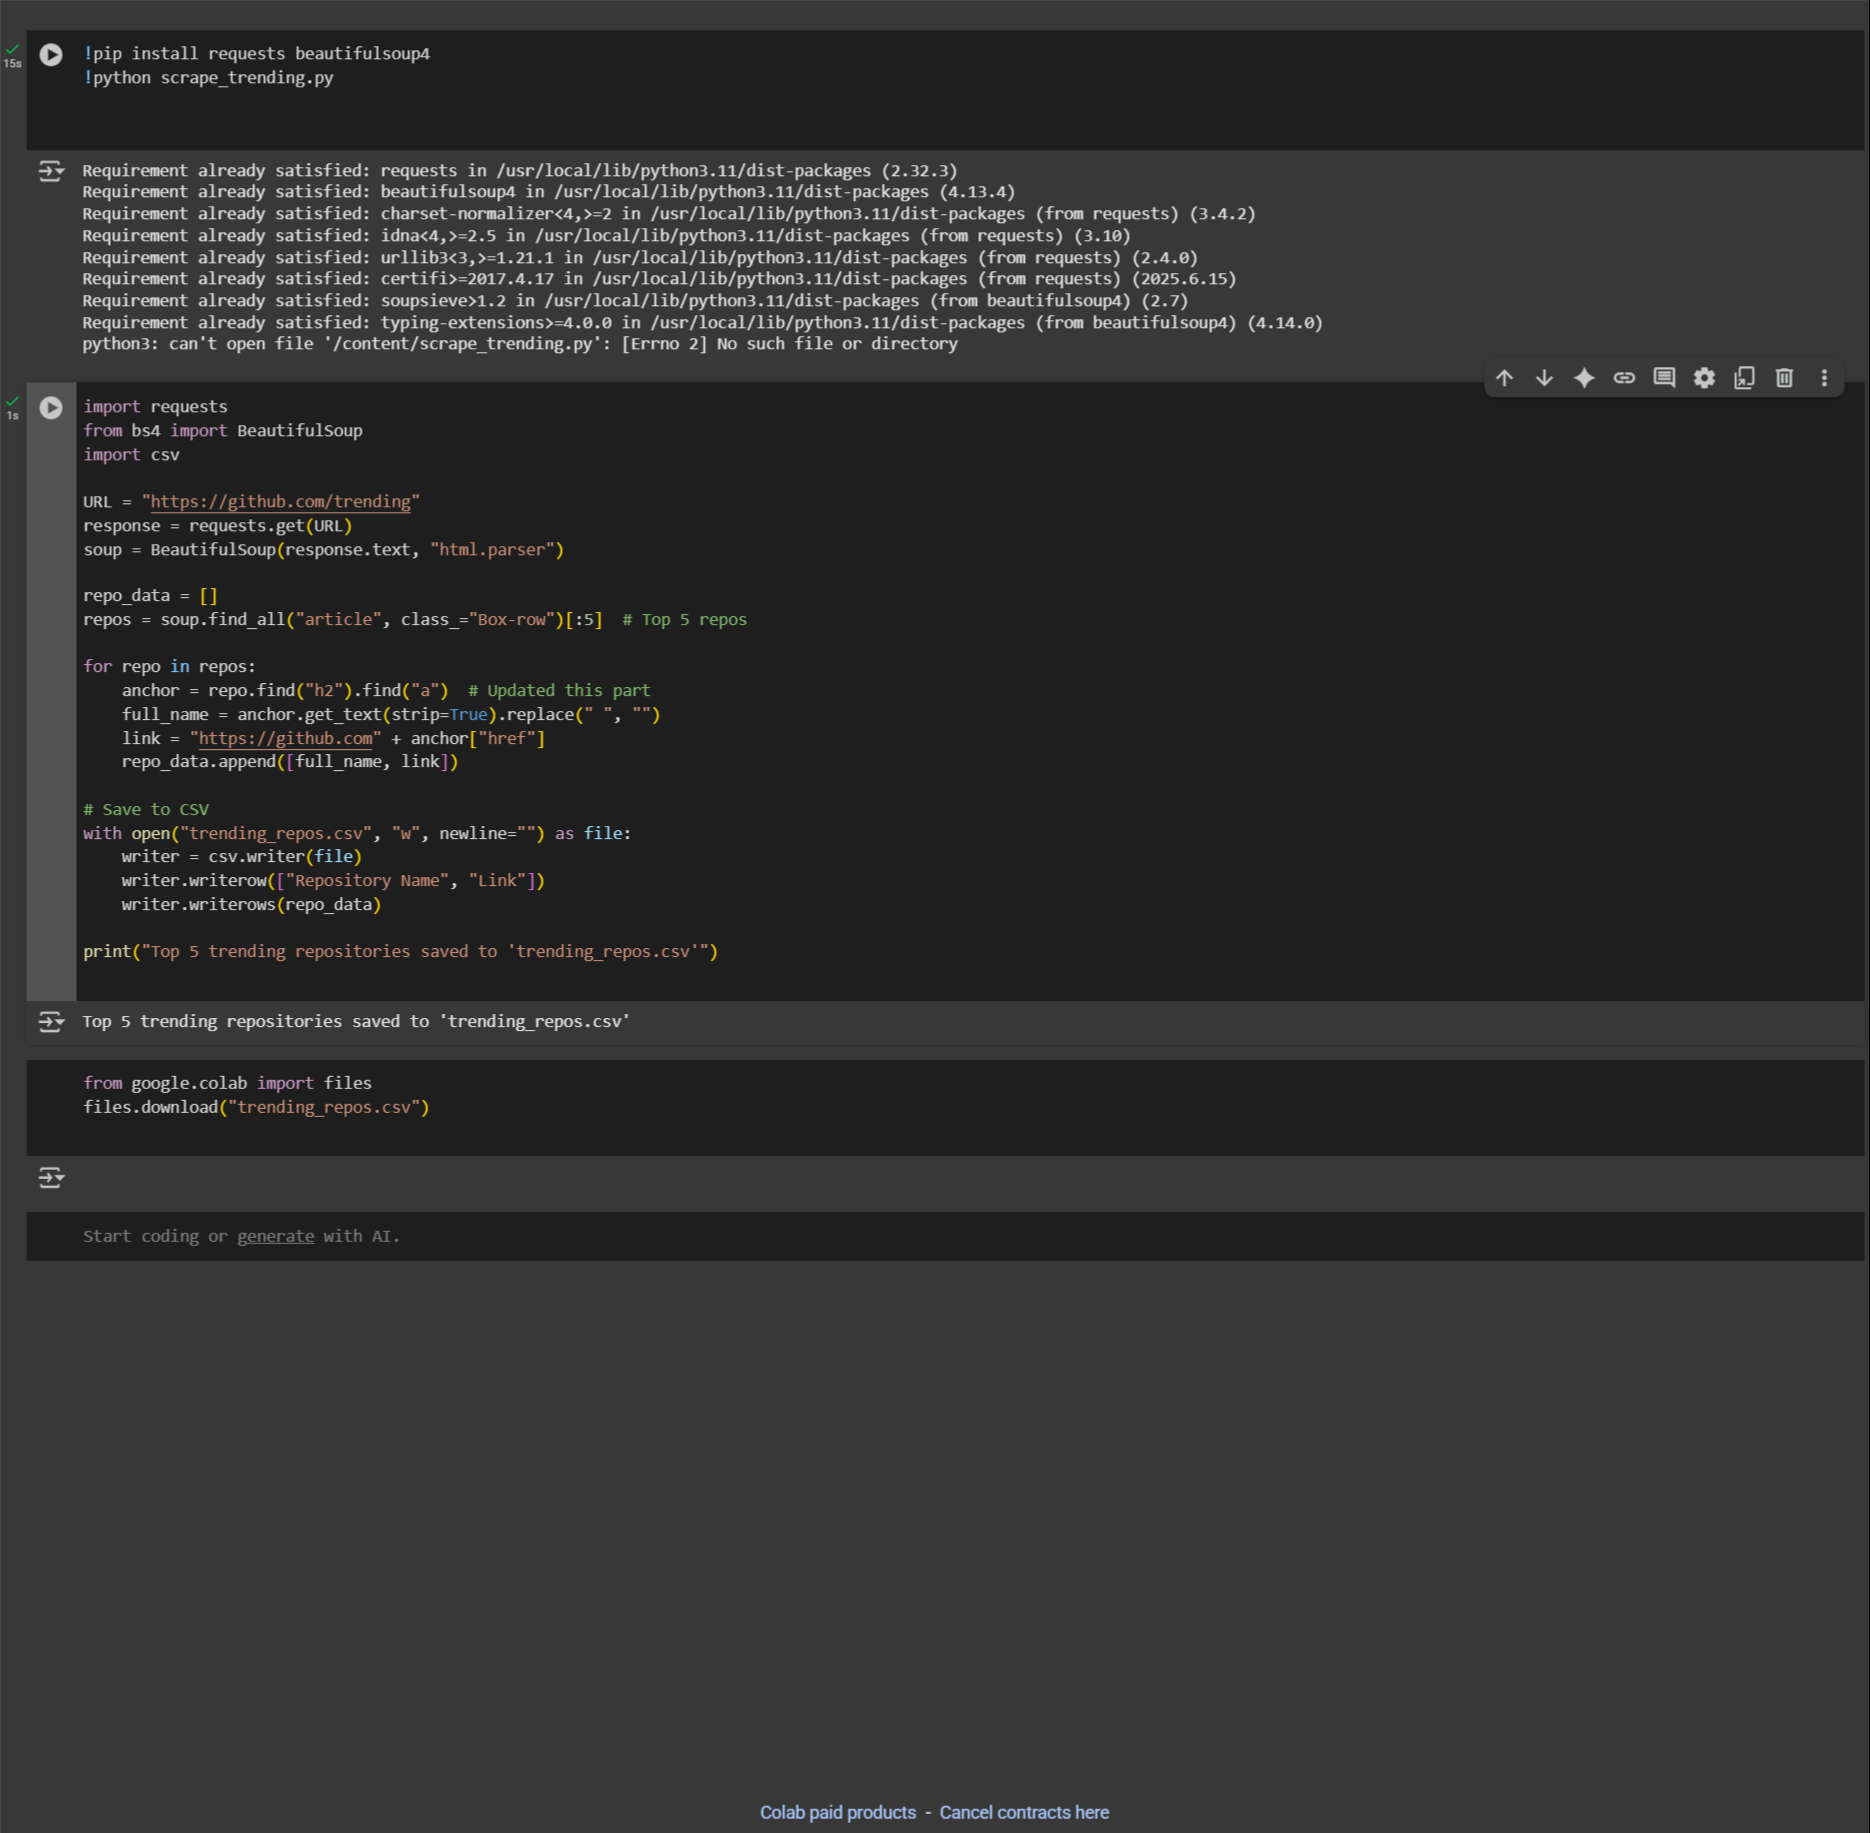 !pip install requests beautifulsoup4
15s
!python scrape_trending.py
Requirement already satisfied: requests in /usr/local/lib/python3.11/dist-packages (2.32.3)
Requirement already satisfied: beautifulsoup4 in /usr/local/lib/python3.11/dist-packages (4.13.4)
Requirement already satisfied: charset-normalizer<4,>=2 in /usr/local/lib/python3.11/dist-packages (from requests) (3.4.2)
Requirement already satisfied: idna<4,>=2.5 in /usr/local/lib/python3.11/dist-packages (from requests) (3.10)
Requirement already satisfied: urllib3<3,>=1.21.1 in /usr/local/lib/python3.11/dist-packages (from requests) (2.4.0)
Requirement already satisfied: certifi>=2017.4.17 in /usr/local/lib/python3.11/dist-packages (from requests) (2025.6.15)
Requirement already satisfied: soupsieve>1.2 in /usr/local/lib/python3.11/dist-packages (from beautifulsoup4) (2.7)
Requirement already satisfied: typing-extensions>=4.0.0 in /usr/local/lib/python3.11/dist-packages (from beautifulsoup4) (4.14.0)
python3: can't open file '/content/scrape_trending.py': [Errno 2] No such file or directory
1s
import requests
from bs4 import BeautifulSoup
import csv

URL = "https://github.com/trending"
response = requests.get(URL)
soup = BeautifulSoup(response.text, "html.parser")

repo_data = []
repos = soup.find_all("article", class_="Box-row")[:5]  # Top 5 repos

for repo in repos:
    anchor = repo.find("h2").find("a")  # Updated this part
    full_name = anchor.get_text(strip=True).replace(" ", "")
    link = "https://github.com" + anchor["href"]
    repo_data.append([full_name, link])

# Save to CSV
with open("trending_repos.csv", "w", newline="") as file:
    writer = csv.writer(file)
    writer.writerow(["Repository Name", "Link"])
    writer.writerows(repo_data)

print("Top 5 trending repositories saved to 'trending_repos.csv'")
Top 5 trending repositories saved to 'trending_repos.csv'
from google.colab import files
files.download("trending_repos.csv")
Start coding or generate with AI.
Colab paid products - Cancel contracts here